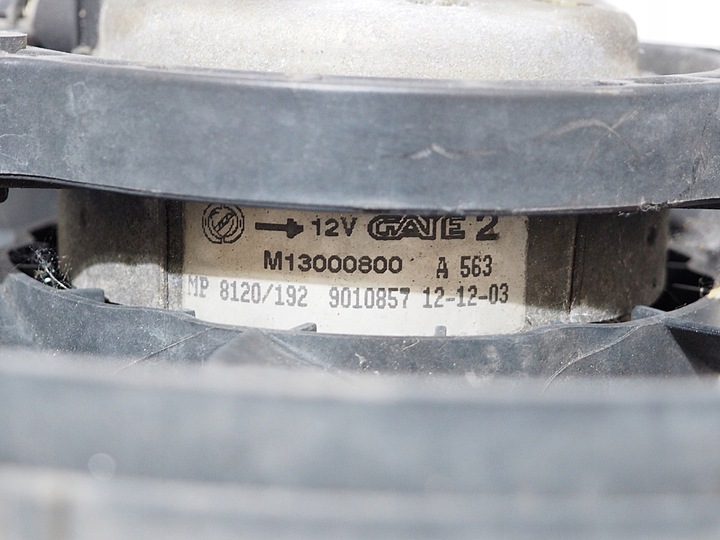 12V GATE 2
M13000800 A 563
MP 8120/192 9010857 12-12-03